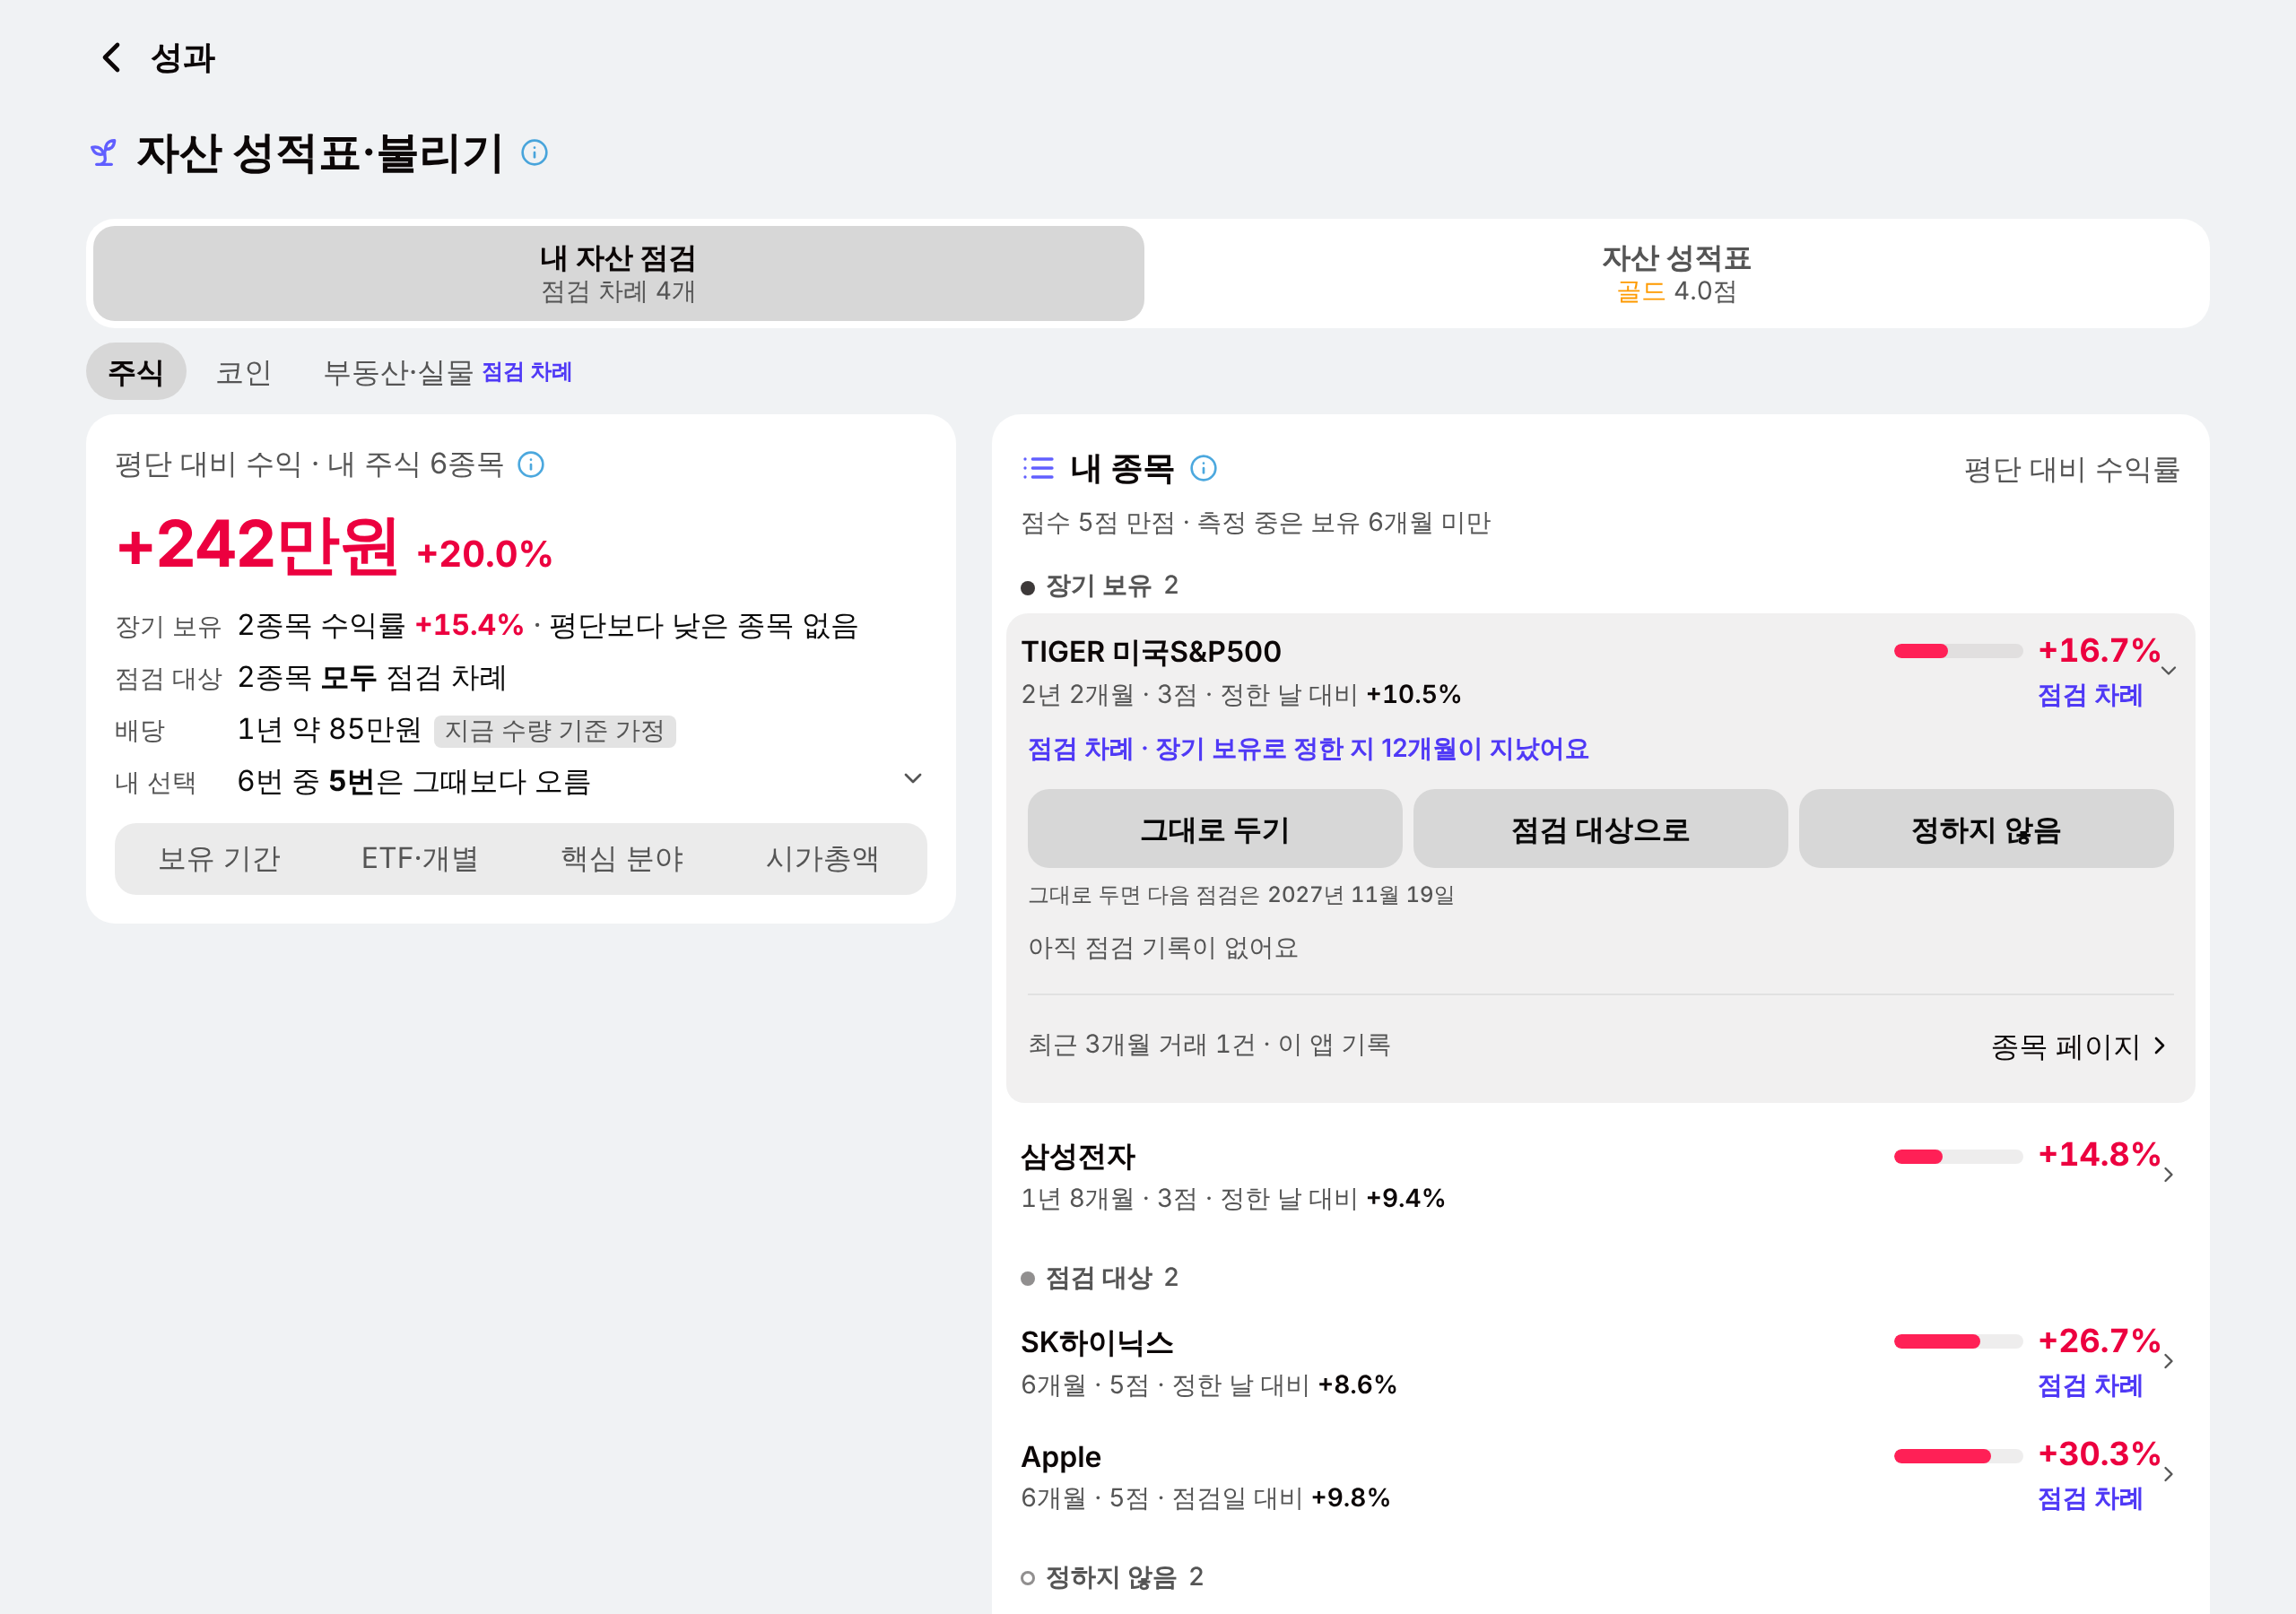 성과
자산 성적표·불리기
내 자산 점검
점검 차례 4개
자산 성적표
골드 4.0점
주식
코인
부동산·실물 점검 차례
평단 대비 수익 · 내 주식 6종목
+242만원 +20.0%
장기 보유 2종목 수익률 +15.4% · 평단보다 낮은 종목 없음
점검 대상 2종목 모두 점검 차례
배당 1년 약 85만원 지금 수량 기준 가정
내 선택 6번 중 5번은 그때보다 오름
보유 기간
ETF·개별
핵심 분야
시가총액
내 종목
평단 대비 수익률
점수 5점 만점 · 측정 중은 보유 6개월 미만
장기 보유 2
TIGER 미국S&P500
+16.7%
2년 2개월 · 3점 · 정한 날 대비 +10.5%
점검 차례
점검 차례 · 장기 보유로 정한 지 12개월이 지났어요
그대로 두기
점검 대상으로
정하지 않음
그대로 두면 다음 점검은 2027년 11월 19일
아직 점검 기록이 없어요
최근 3개월 거래 1건 · 이 앱 기록
종목 페이지
삼성전자
+14.8%
1년 8개월 · 3점 · 정한 날 대비 +9.4%
점검 대상 2
SK하이닉스
+26.7%
6개월 · 5점 · 정한 날 대비 +8.6%
점검 차례
Apple
+30.3%
6개월 · 5점 · 점검일 대비 +9.8%
점검 차례
정하지 않음 2